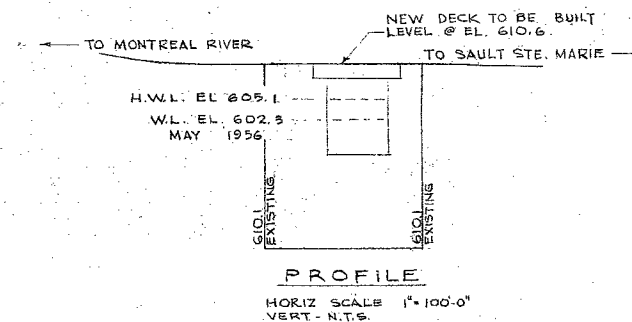 NEW DECK TO BE BUILT
LEVEL @ EL. 610.6.
TO MONTREAL RIVER
TO SAULT STE. MARIE
H.W.L. EL 605.1
W.L. EL. 602.3
MAY 1956
610.1
EXISTING
610.1
EXISTING
PROFILE
HORIZ SCALE 1"=100'-0"
VERT - N.T.S.